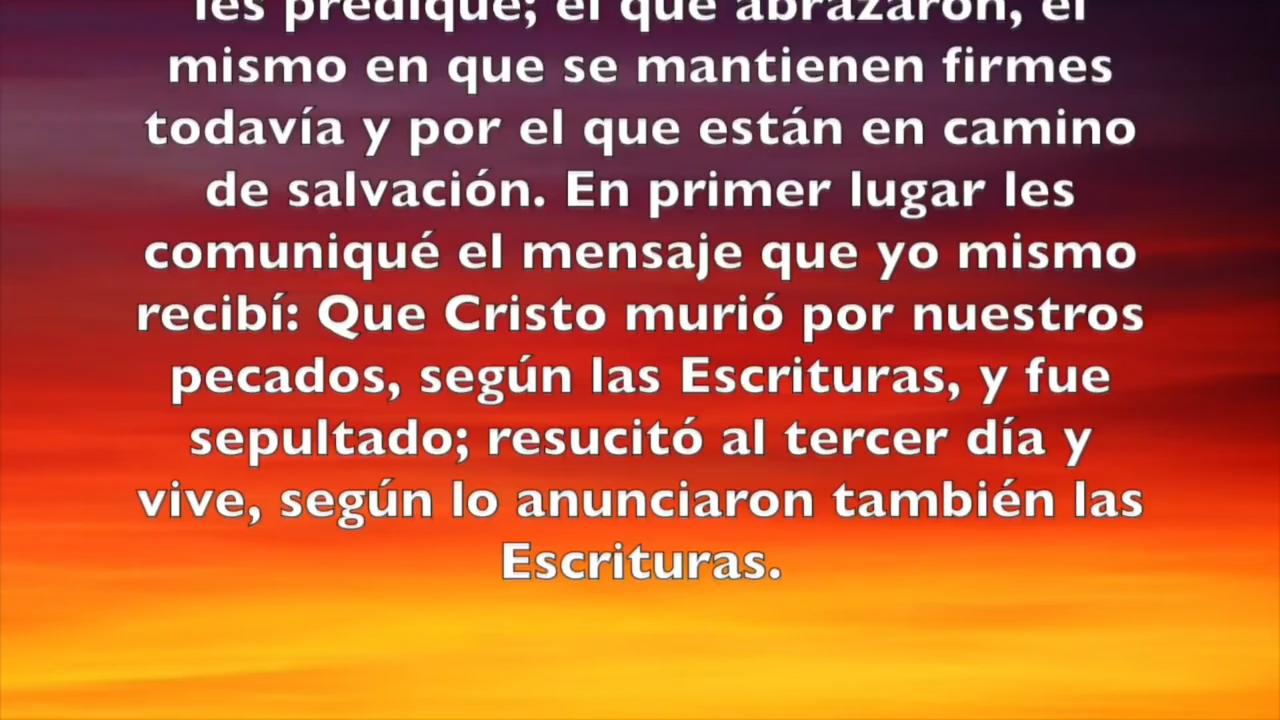 les prediqué; el que abrazaron, el
mismo en que se mantienen firmes
todavía y por el que están en camino
de salvación. En primer lugar les
comuniqué el mensaje que yo mismo
recibí: Que Cristo murió por nuestros
pecados, según las Escrituras, y fue
sepultado; resucitó al tercer día y
vive, según lo anunciaron también las
Escrituras.